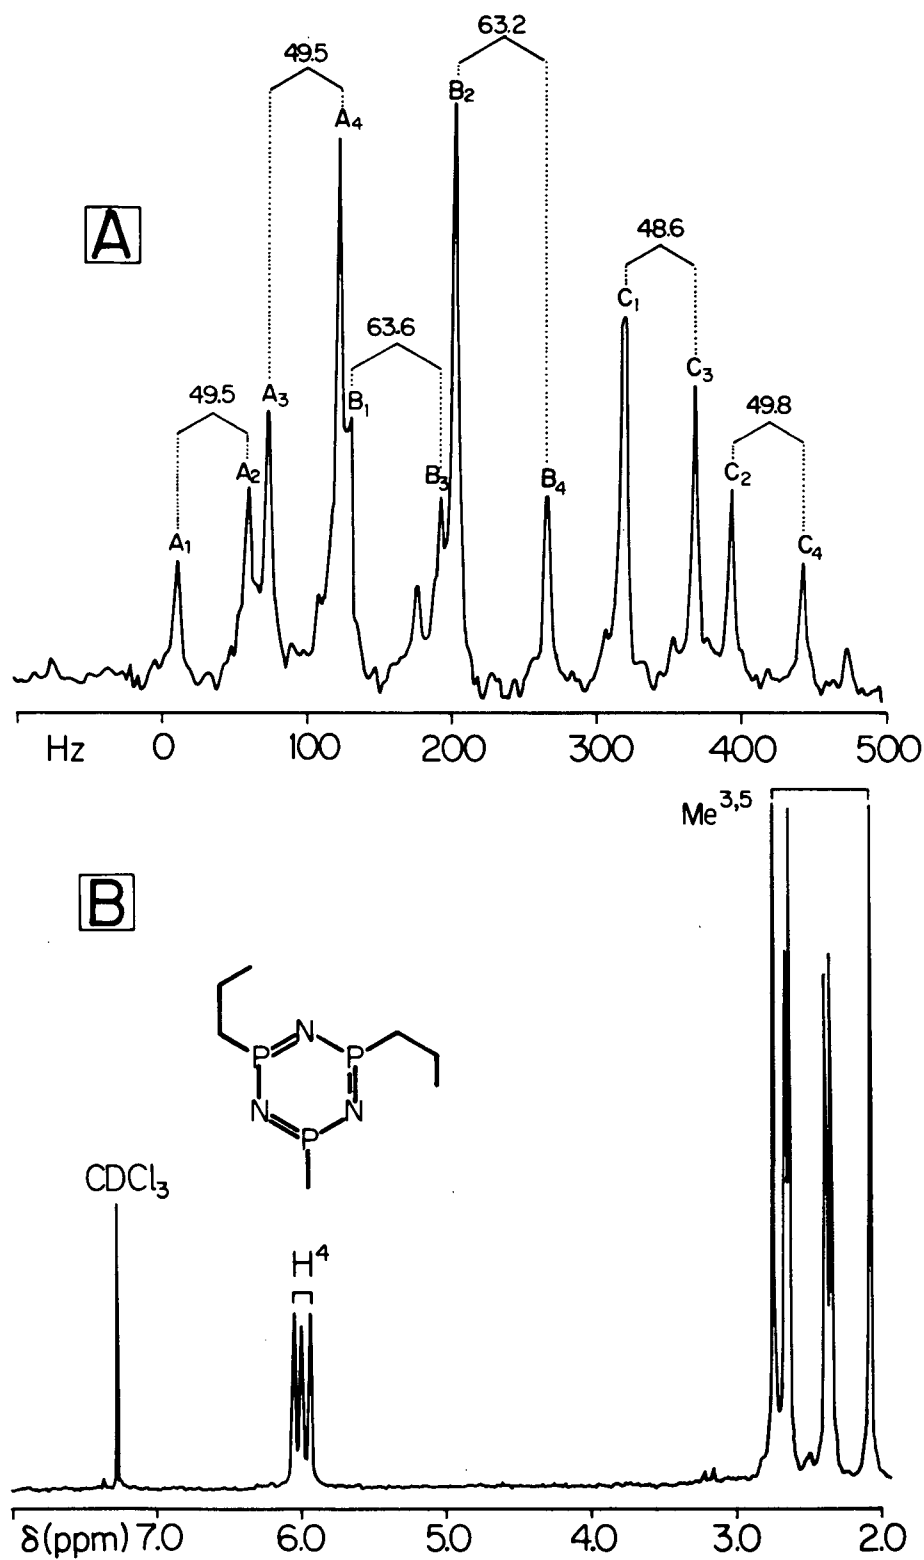 63.2
49.5
B₂
A₄
A
48.6
C₁
63.6
C₃
49.5
A₃
B₁
49.8
A₂
B₃
B₄
C₂
A₁
C₄
Hz 0 100 200 300 400 500
Me³,⁵
B
N
P P
N N
P
CDCl₃
H⁴
δ(ppm) 7.0 6.0 5.0 4.0 3.0 2.0